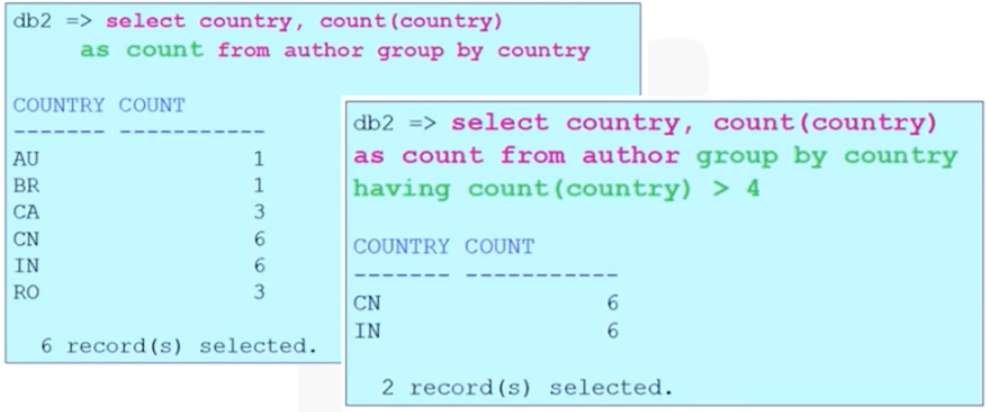 db2 => select country, count(country)
as count from author group by country
COUNTRY COUNT
------- -----------
AU 1
BR 1
CA 3
CN 6
IN 6
RO 3
6 record(s) selected.
db2 => select country, count(country)
as count from author group by country
having count(country) > 4
COUNTRY COUNT
------- -----------
CN 6
IN 6
2 record(s) selected.